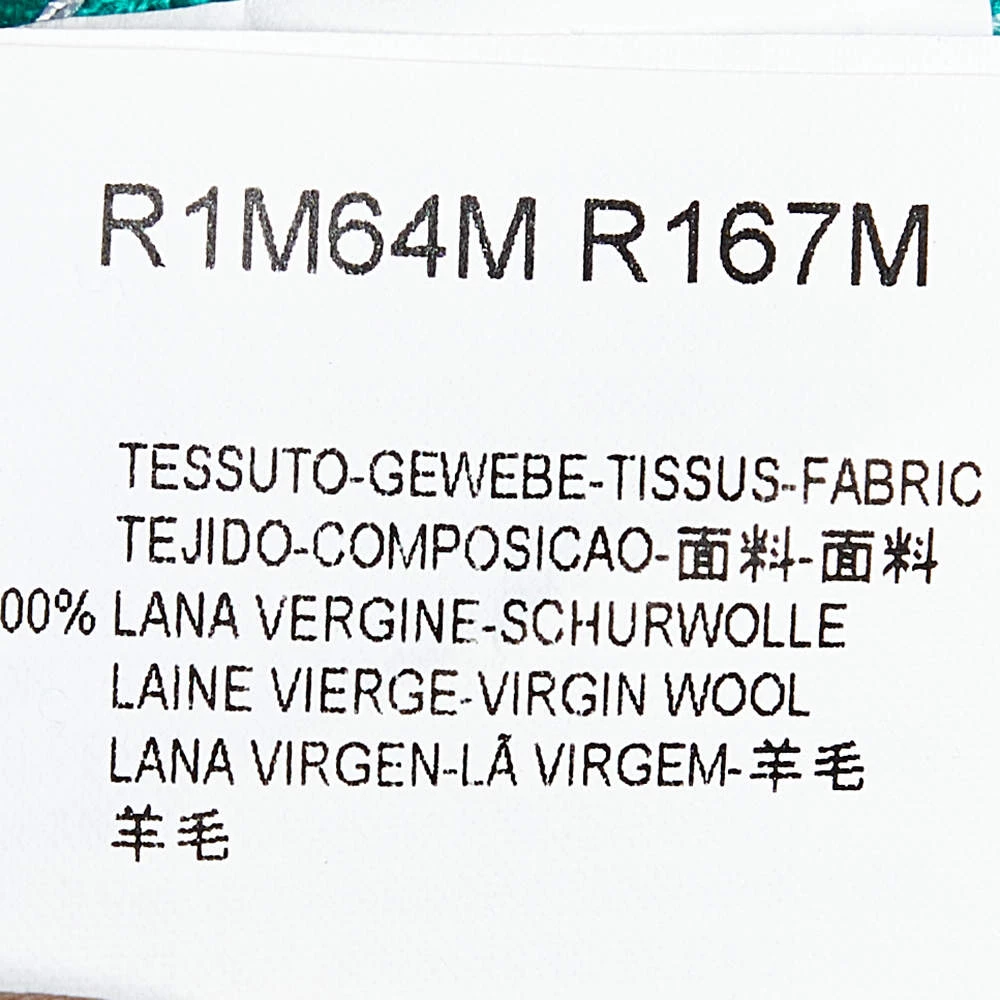 R1M64M R167M
TESSUTO-GEWEBE-TISSUS-FABRIC
TEJIDO-COMPOSICAO-面料-面料
00% LANA VERGINE-SCHURWOLLE
LAINE VIERGE-VIRGIN WOOL
LANA VIRGEN-LÃ VIRGEM-羊毛
羊毛